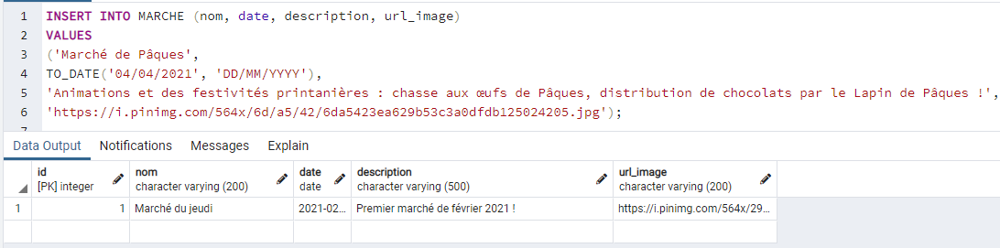 1 INSERT INTO MARCHE (nom, date, description, url_image)
2 VALUES
3 ('Marché de Pâques',
4 TO_DATE('04/04/2021', 'DD/MM/YYYY'),
5 'Animations et des festivités printanières : chasse aux œufs de Pâques, distribution de chocolats par le Lapin de Pâques !',
6 'https://i.pinimg.com/564x/6d/a5/42/6da5423ea629b53c3a0dfdb125024205.jpg');
Data Output Notifications Messages Explain
id nom date description url_image
[PK] integer character varying (200) date character varying (500) character varying (200)
1 1 Marché du jeudi 2021-02... Premier marché de février 2021 ! https://i.pinimg.com/564x/29...